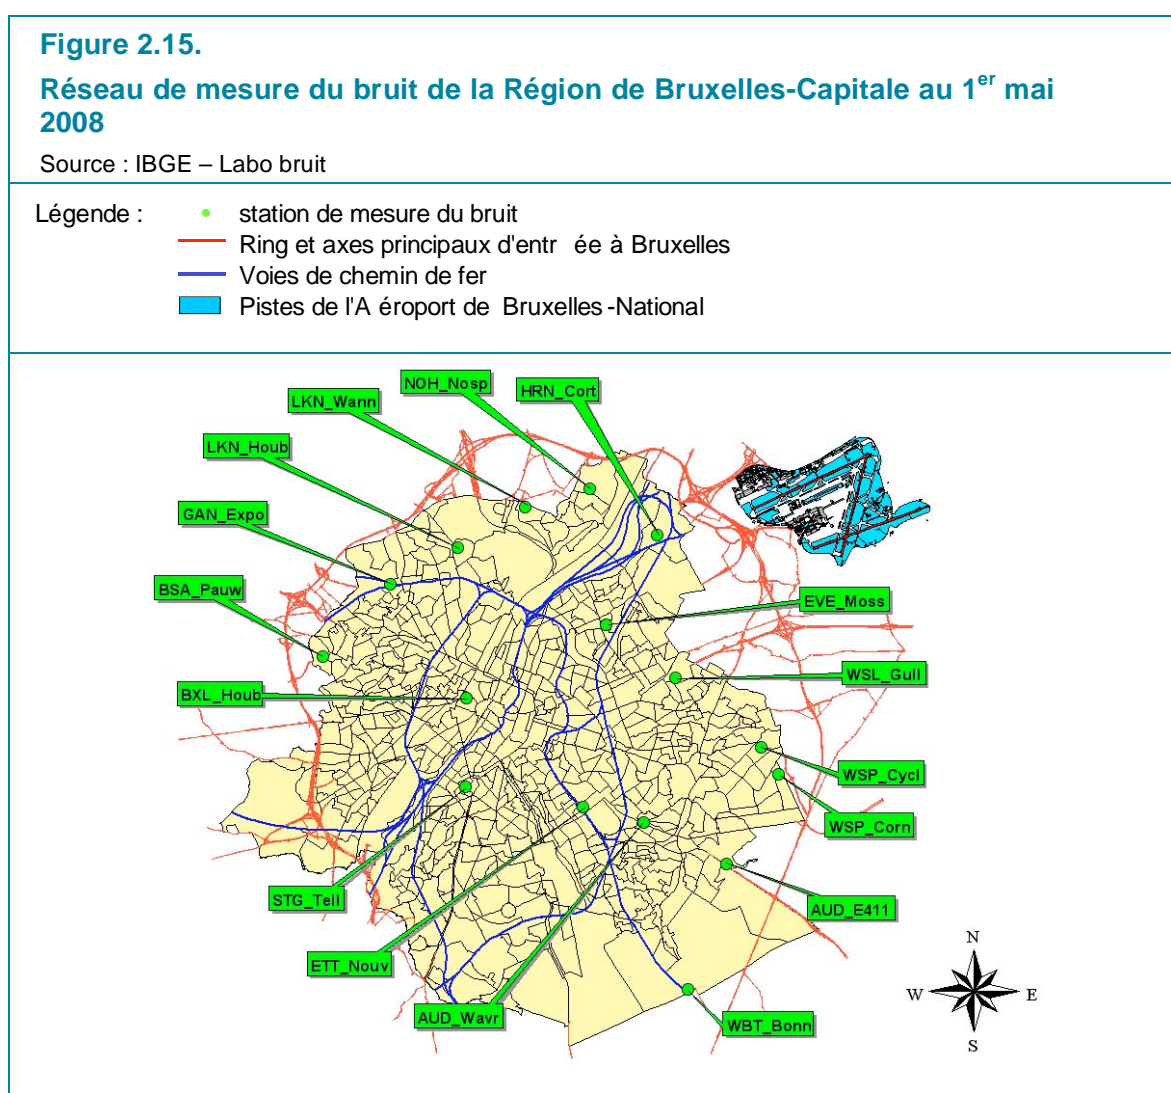 Figure 2.15.
Réseau de mesure du bruit de la Région de Bruxelles-Capitale au 1er mai
2008
Source : IBGE – Labo bruit
Légende :
station de mesure du bruit
Ring et axes principaux d'entr ée à Bruxelles
Voies de chemin de fer
Pistes de l'A éroport de Bruxelles -National
NOH_Nosp
HRN_Cort
LKN_Wann
LKN_Houb
GAN_Expo
BSA_Pauw
EVE_Moss
WSL_Gull
BXL_Houb
WSP_Cycl
WSP_Corn
STG_Tell
AUD_E411
ETT_Nouv
AUD_Wavr
WBT_Bonn
N
W
E
S